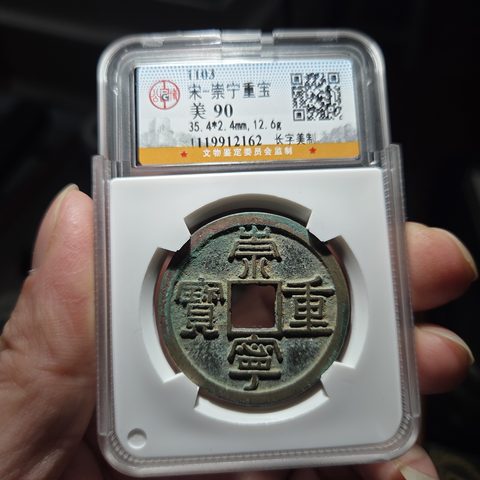 1103
宋-崇宁重宝
美 90
35.4*2.4mm,12.6g
1119912162 长字美制
★ 文物鉴定委员会监制 ★
崇
寶 重
寧